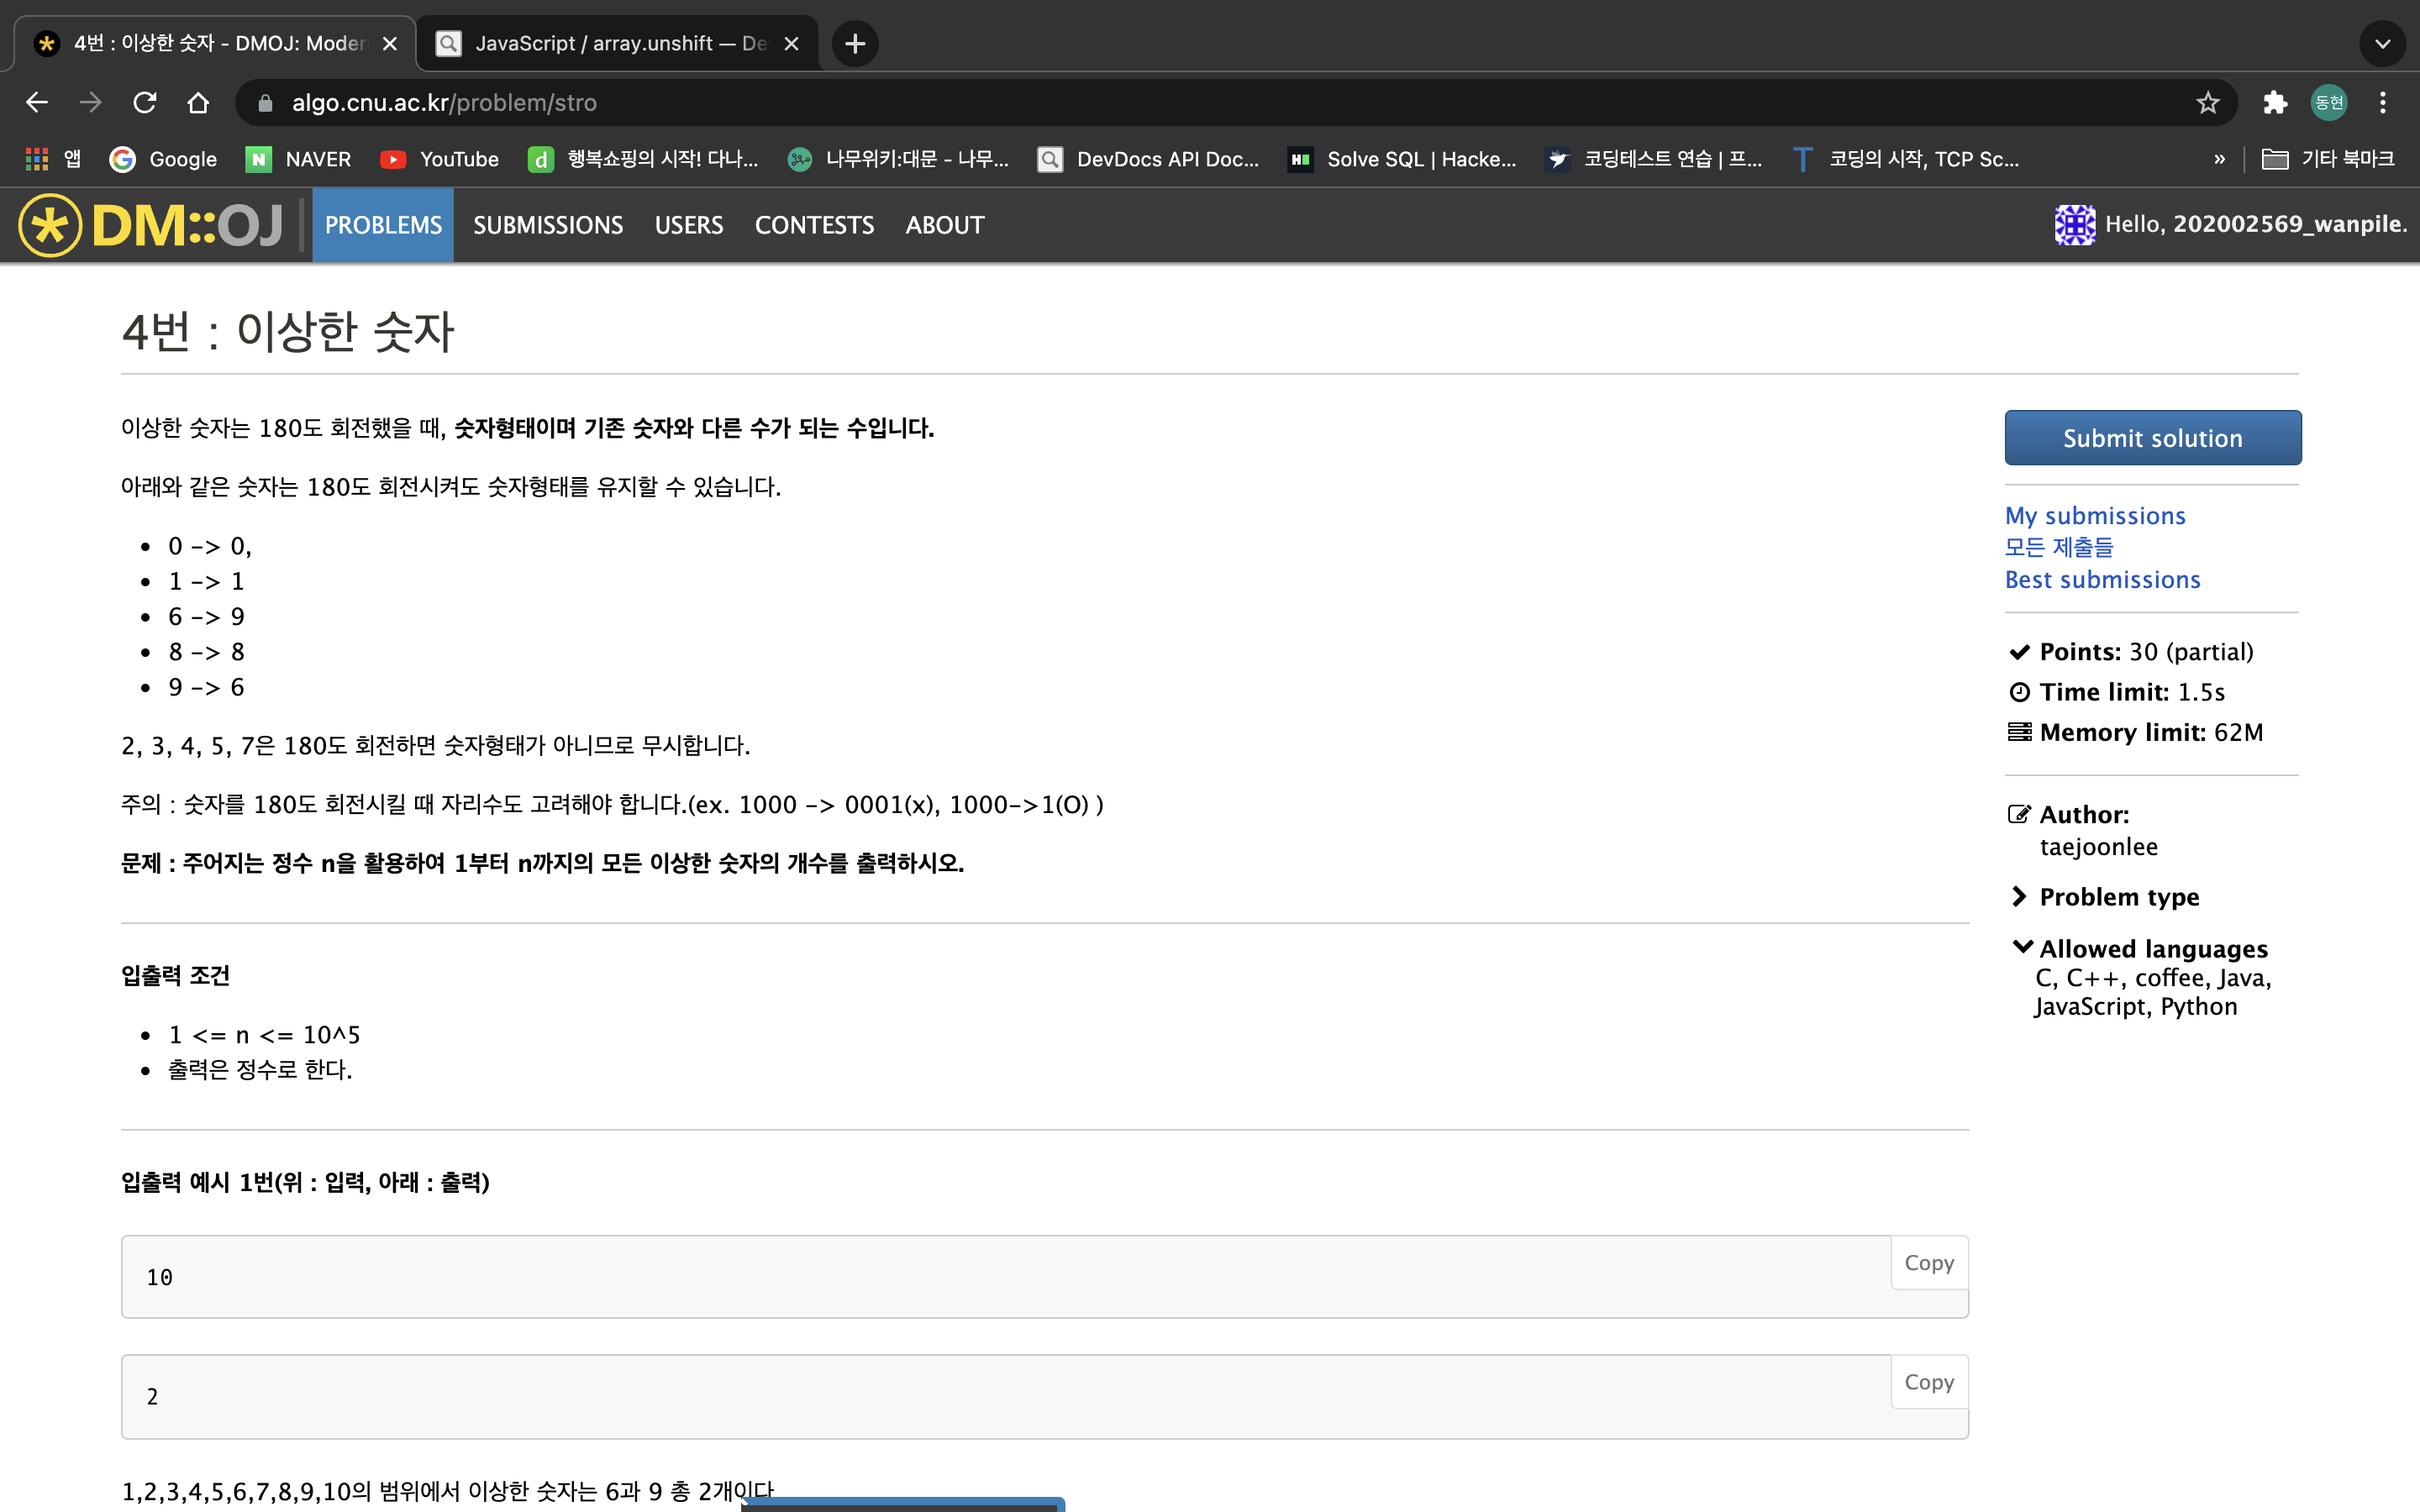 4번 : 이상한 숫자 - DMOJ: Moder
JavaScript / array.unshift — De
algo.cnu.ac.kr/problem/stro
동현
앱 Google NAVER YouTube 행복쇼핑의 시작! 다나... 나무위키:대문 - 나무... DevDocs API Doc... Solve SQL | Hacke... 코딩테스트 연습 | 프... 코딩의 시작, TCP Sc... » 기타 북마크
DM::OJ PROBLEMS SUBMISSIONS USERS CONTESTS ABOUT Hello, 202002569_wanpile.
4번 : 이상한 숫자
이상한 숫자는 180도 회전했을 때, 숫자형태이며 기존 숫자와 다른 수가 되는 수입니다.
아래와 같은 숫자는 180도 회전시켜도 숫자형태를 유지할 수 있습니다.
• 0 -> 0,
• 1 -> 1
• 6 -> 9
• 8 -> 8
• 9 -> 6
2, 3, 4, 5, 7은 180도 회전하면 숫자형태가 아니므로 무시합니다.
주의 : 숫자를 180도 회전시킬 때 자리수도 고려해야 합니다.(ex. 1000 -> 0001(x), 1000->1(O) )
문제 : 주어지는 정수 n을 활용하여 1부터 n까지의 모든 이상한 숫자의 개수를 출력하시오.
입출력 조건
• 1 <= n <= 10^5
• 출력은 정수로 한다.
입출력 예시 1번(위 : 입력, 아래 : 출력)
10
Copy
2
Copy
1,2,3,4,5,6,7,8,9,10의 범위에서 이상한 숫자는 6과 9 총 2개이다
Submit solution
My submissions
모든 제출들
Best submissions
Points: 30 (partial)
Time limit: 1.5s
Memory limit: 62M
Author:
taejoonlee
Problem type
Allowed languages
C, C++, coffee, Java,
JavaScript, Python